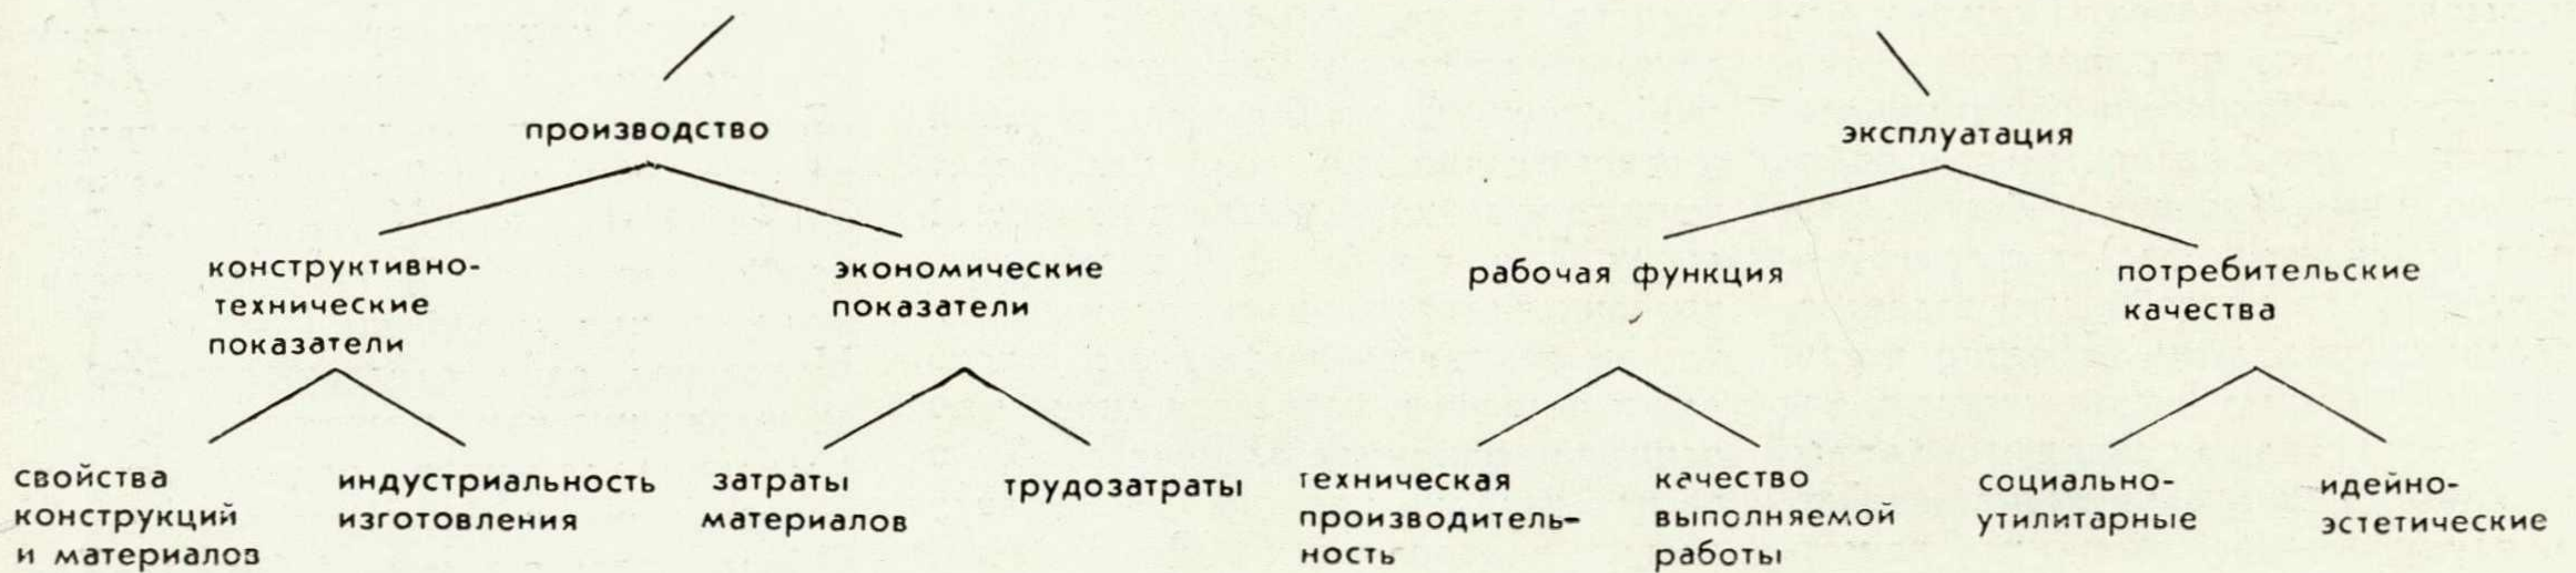 производство
эксплуатация
конструктивно-
технические
показатели
экономические
показатели
рабочая функция
потребительские
качества
свойства
конструкций
и материалов
индустриальность
изготовления
затраты
материалов
трудозатраты
техническая
производитель-
ность
качество
выполняемой
работы
социально-
утилитарные
идейно-
эстетические